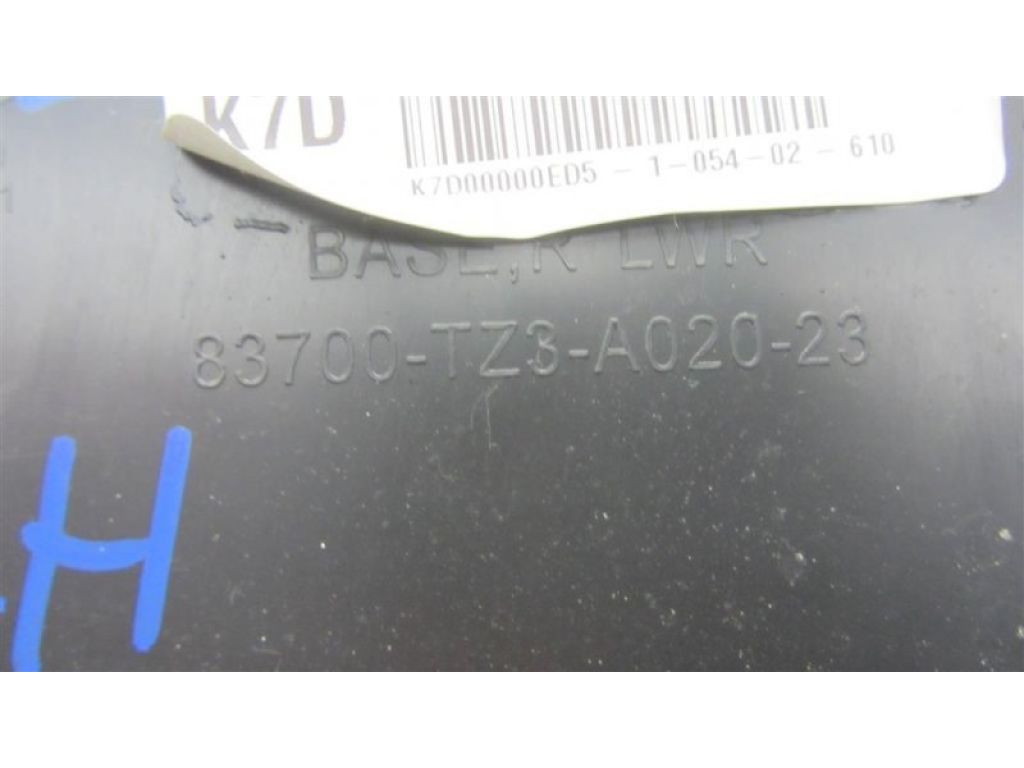 K7D
K7D00000ED5 - 1-054-02-610
BASE,R LWR
83700-TZ3-A020-23
H